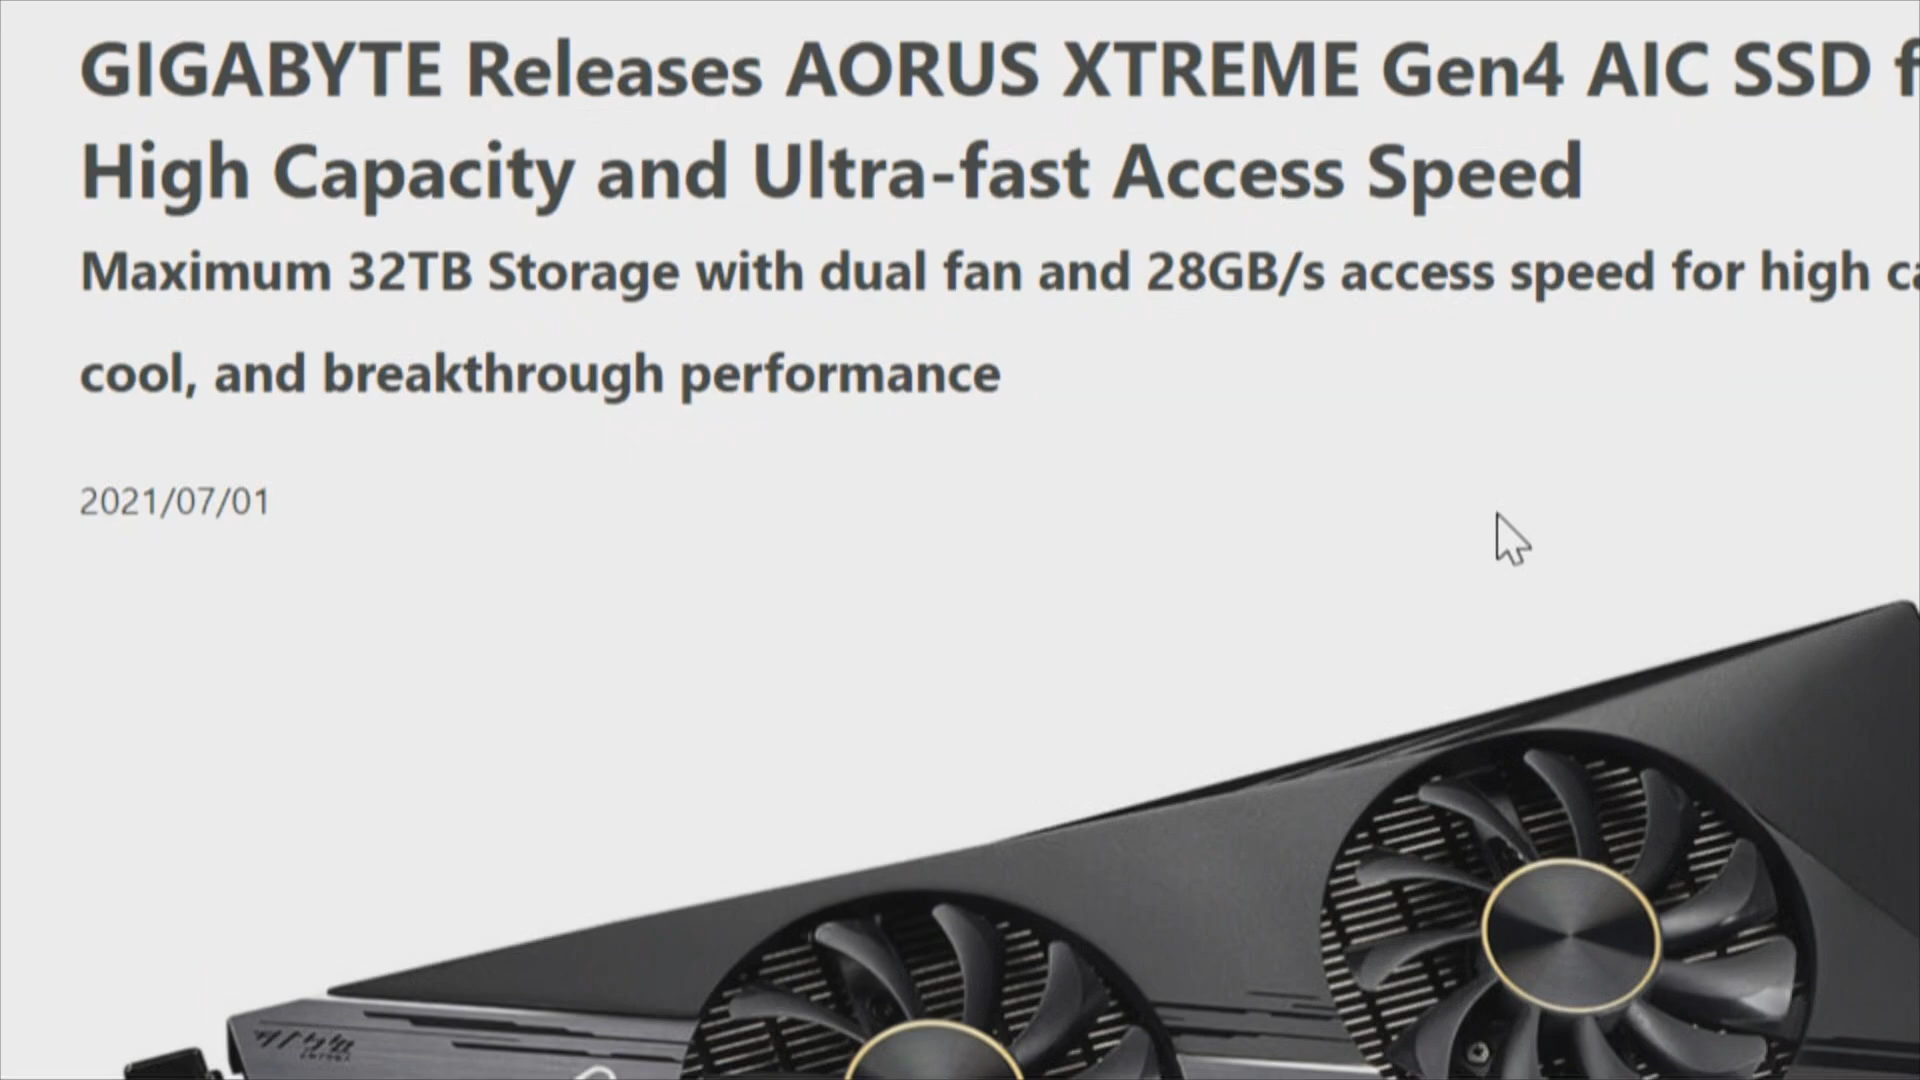 GIGABYTE Releases AORUS XTREME Gen4 AIC SSD f
High Capacity and Ultra-fast Access Speed
Maximum 32TB Storage with dual fan and 28GB/s access speed for high ca
cool, and breakthrough performance
2021/07/01